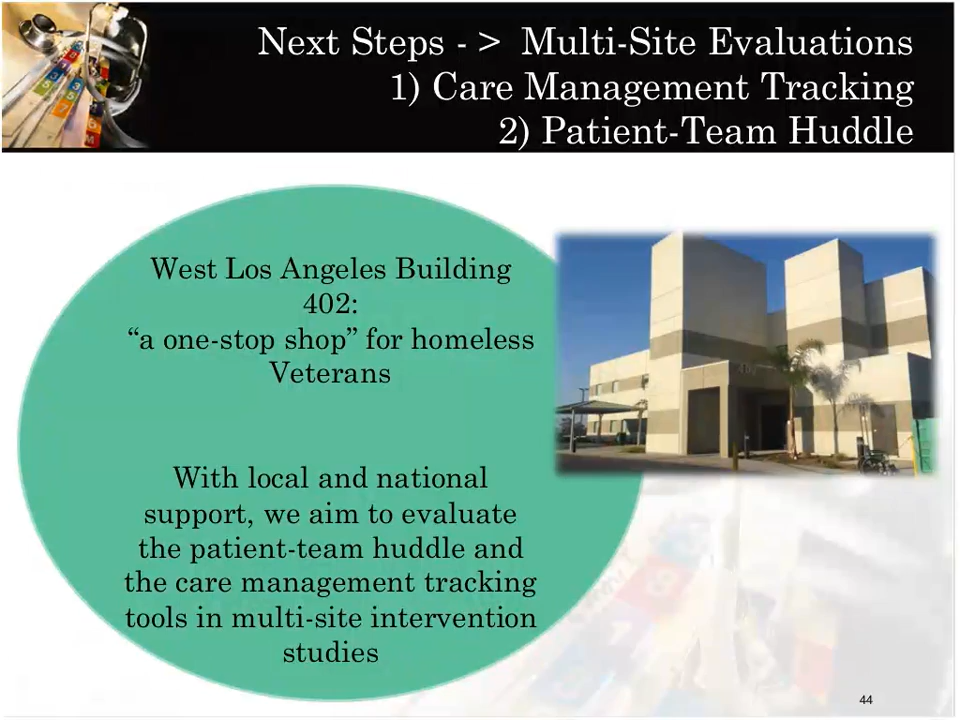 Next Steps - > Multi-Site Evaluations
1) Care Management Tracking
2) Patient-Team Huddle
West Los Angeles Building
402:
“a one-stop shop” for homeless
Veterans
With local and national
support, we aim to evaluate
the patient-team huddle and
the care management tracking
tools in multi-site intervention
studies
44